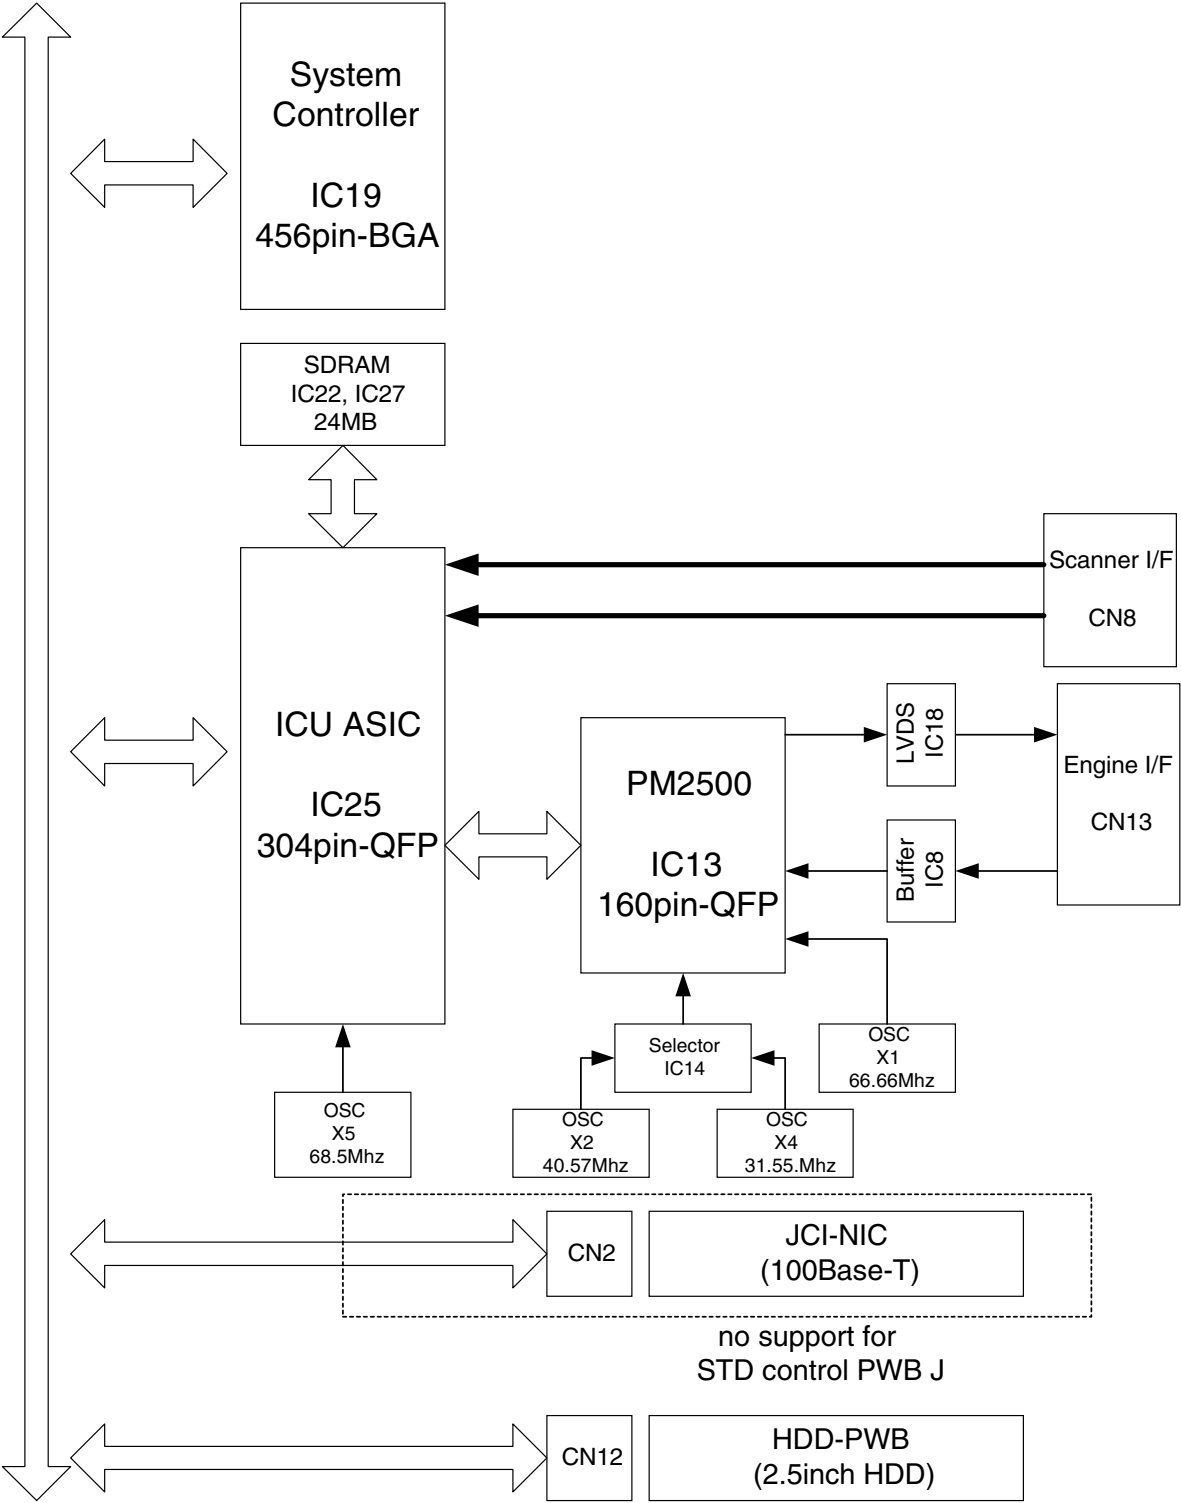 System
Controller
IC19
456pin-BGA
SDRAM
IC22, IC27
24MB
Scanner I/F
CN8
ICU ASIC
IC25
304pin-QFP
PM2500
IC13
160pin-QFP
LVDS
IC18
Engine I/F
CN13
Buffer
IC8
Selector
IC14
OSC
X1
66.66Mhz
OSC
X5
68.5Mhz
OSC
X2
40.57Mhz
OSC
X4
31.55.Mhz
CN2
JCI-NIC
(100Base-T)
no support for
STD control PWB J
CN12
HDD-PWB
(2.5inch HDD)